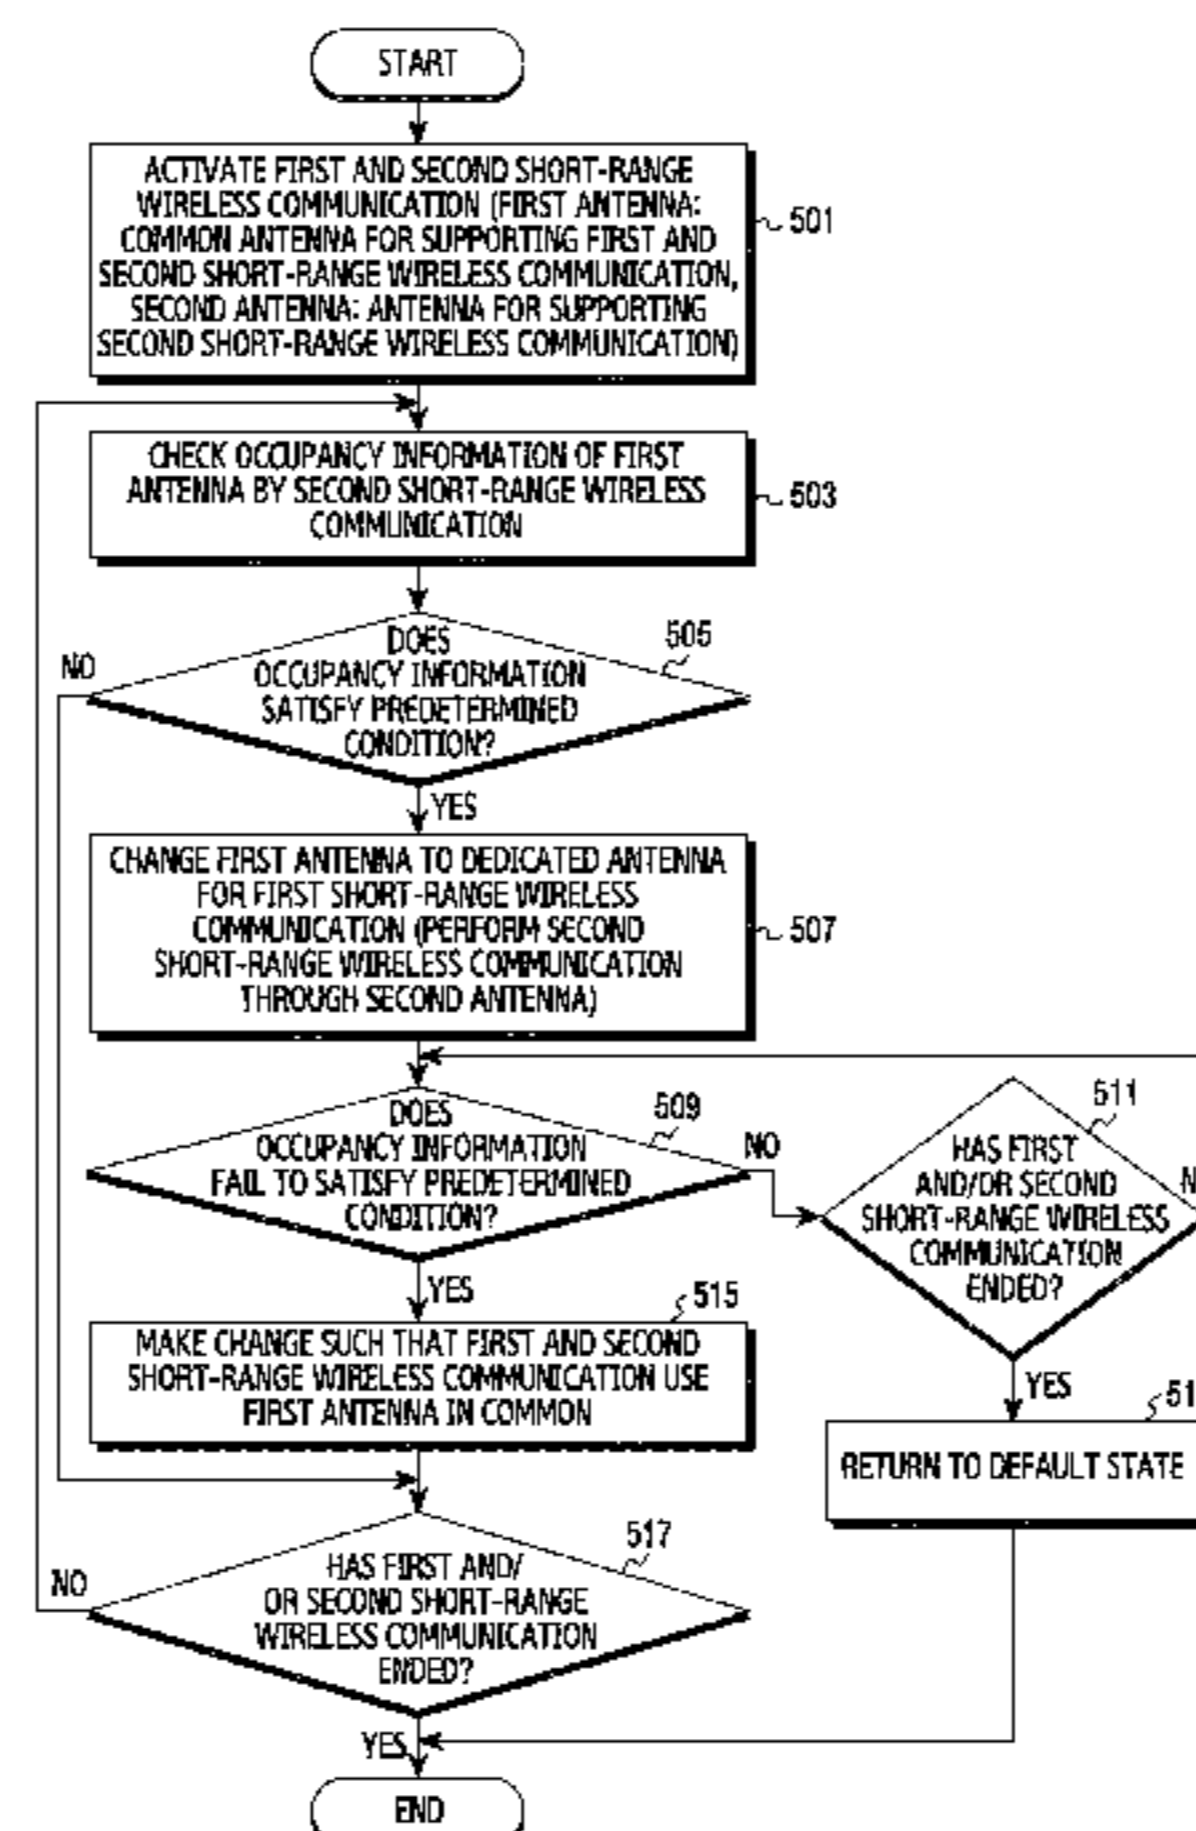 START
ACTIVATE FIRST AND SECOND SHORT-RANGE
WIRELESS COMMUNICATION (FIRST ANTENNA:
COMMON ANTENNA FOR SUPPORTING FIRST AND
SECOND SHORT-RANGE WIRELESS COMMUNICATION,
SECOND ANTENNA: ANTENNA FOR SUPPORTING
SECOND SHORT-RANGE WIRELESS COMMUNICATION)
501
CHECK OCCUPANCY INFORMATION OF FIRST
ANTENNA BY SECOND SHORT-RANGE WIRELESS
COMMUNICATION
503
DOES
OCCUPANCY INFORMATION
SATISFY PREDETERMINED
CONDITION?
505
NO
YES
CHANGE FIRST ANTENNA TO DEDICATED ANTENNA
FOR FIRST SHORT-RANGE WIRELESS
COMMUNICATION (PERFORM SECOND
SHORT-RANGE WIRELESS COMMUNICATION
THROUGH SECOND ANTENNA)
507
DOES
OCCUPANCY INFORMATION
FAIL TO SATISFY PREDETERMINED
CONDITION?
509
NO
HAS FIRST
AND/OR SECOND
SHORT-RANGE WIRELESS
COMMUNICATION
ENDED?
511
YES
YES
RETURN TO DEFAULT STATE
515
MAKE CHANGE SUCH THAT FIRST AND SECOND
SHORT-RANGE WIRELESS COMMUNICATION USE
FIRST ANTENNA IN COMMON
HAS FIRST AND/
OR SECOND SHORT-RANGE
WIRELESS COMMUNICATION
ENDED?
517
NO
YES
END